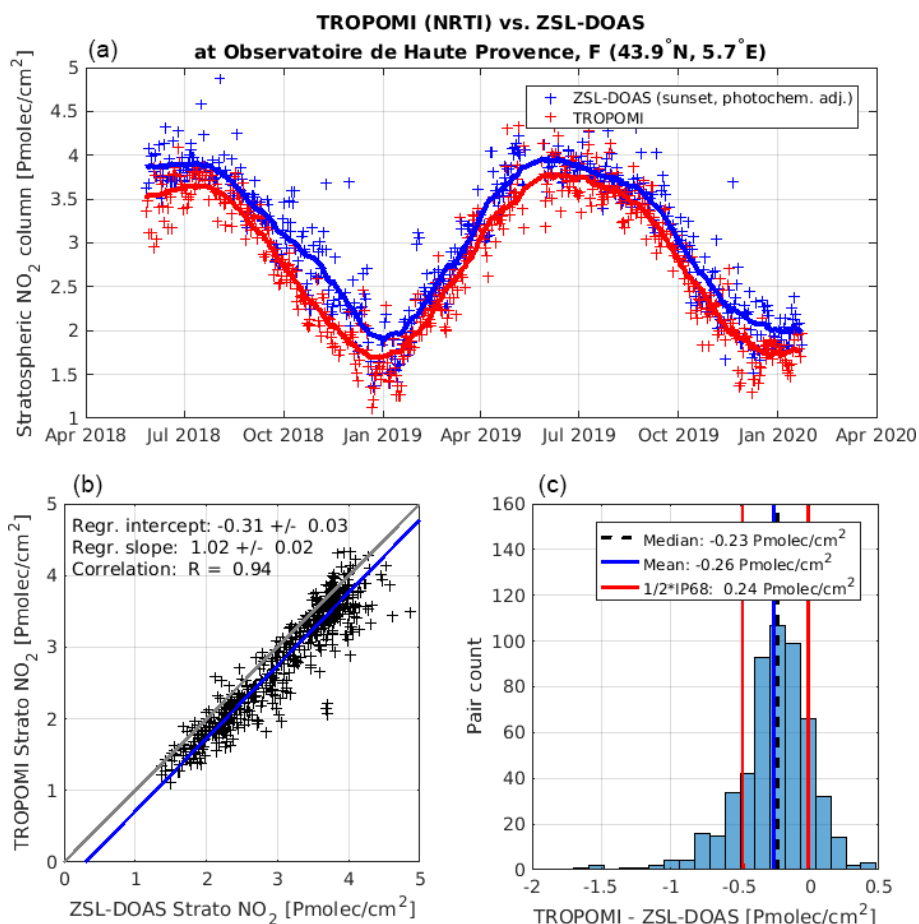 TROPOMI (NRTI) vs. ZSL-DOAS
at Observatoire de Haute Provence, F (43.9°N, 5.7°E)
(a)
Stratospheric NO2 column [Pmolec/cm2]
5
4.5
4
3.5
3
2.5
2
1.5
1
ZSL-DOAS (sunset, photochem. adj.)
TROPOMI
Apr 2018 Jul 2018 Oct 2018 Jan 2019 Apr 2019 Jul 2019 Oct 2019 Jan 2020 Apr 2020
(b)
TROPOMI Strato NO2 [Pmolec/cm2]
5
4
3
2
1
0
Regr. intercept: -0.31 +/- 0.03
Regr. slope: 1.02 +/- 0.02
Correlation: R = 0.94
0 1 2 3 4 5
ZSL-DOAS Strato NO2 [Pmolec/cm2]
(c)
Pair count
160
140
120
100
80
60
40
20
0
Median: -0.23 Pmolec/cm2
Mean: -0.26 Pmolec/cm2
1/2*IP68: 0.24 Pmolec/cm2
-2 -1.5 -1 -0.5 0 0.5
TROPOMI - ZSL-DOAS [Pmolec/cm2]